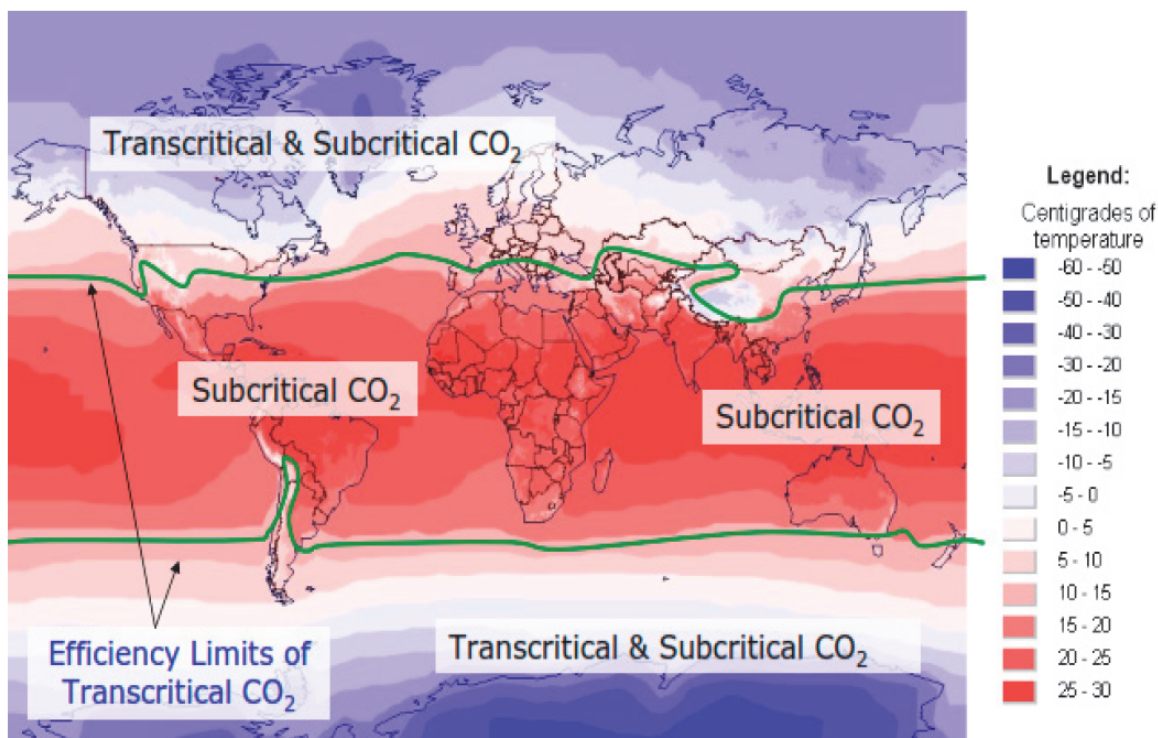 Transcritical & Subcritical CO₂
Subcritical CO₂
Subcritical CO₂
Efficiency Limits of
Transcritical CO₂
Transcritical & Subcritical CO₂
Legend:
Centigrades of
temperature
-60 - -50
-50 - -40
-40 - -30
-30 - -20
-20 - -15
-15 - -10
-10 - -5
-5 - 0
0 - 5
5 - 10
10 - 15
15 - 20
20 - 25
25 - 30